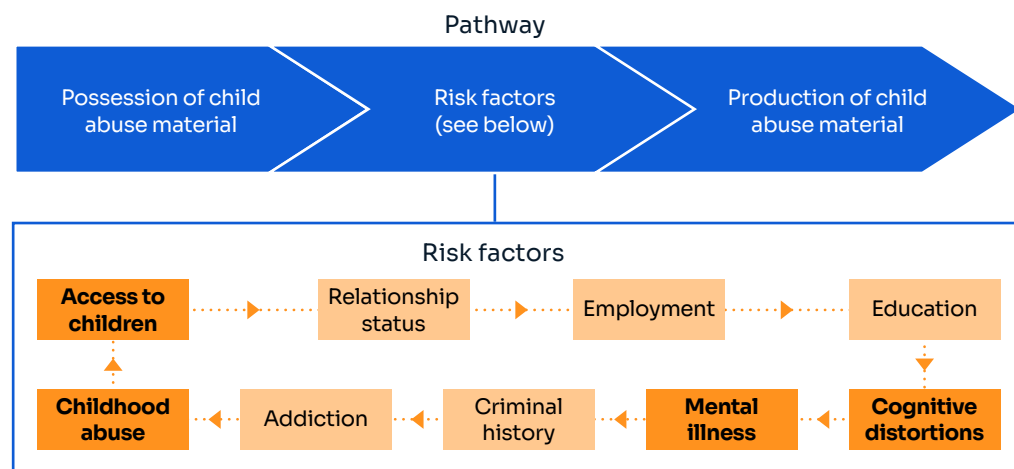 Pathway
Possession of child
abuse material
Risk factors
(see below)
Production of child
abuse material
Risk factors
Access to
children
Relationship
status
Employment
Education
Childhood
abuse
Addiction
Criminal
history
Mental
illness
Cognitive
distortions